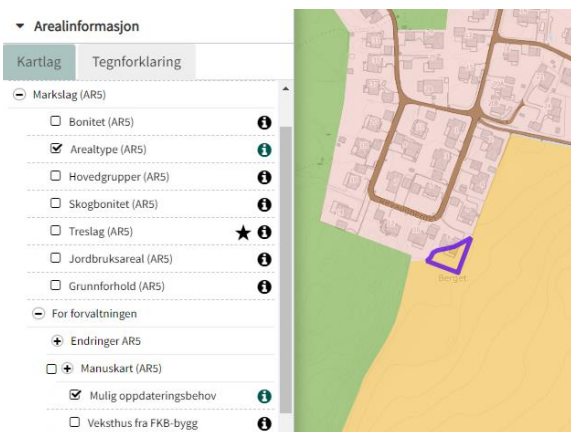 Arealinformasjon
Kartlag Tegnforklaring
Markslag (AR5)
Bonitet (AR5)
Arealtype (AR5)
Hovedgrupper (AR5)
Skogbonitet (AR5)
Treslag (AR5)
Jordbruksareal (AR5)
Grunnforhold (AR5)
For forvaltningen
Endringer AR5
Manuskart (AR5)
Mulig oppdateringsbehov
Veksthus fra FKB-bygg
Berget